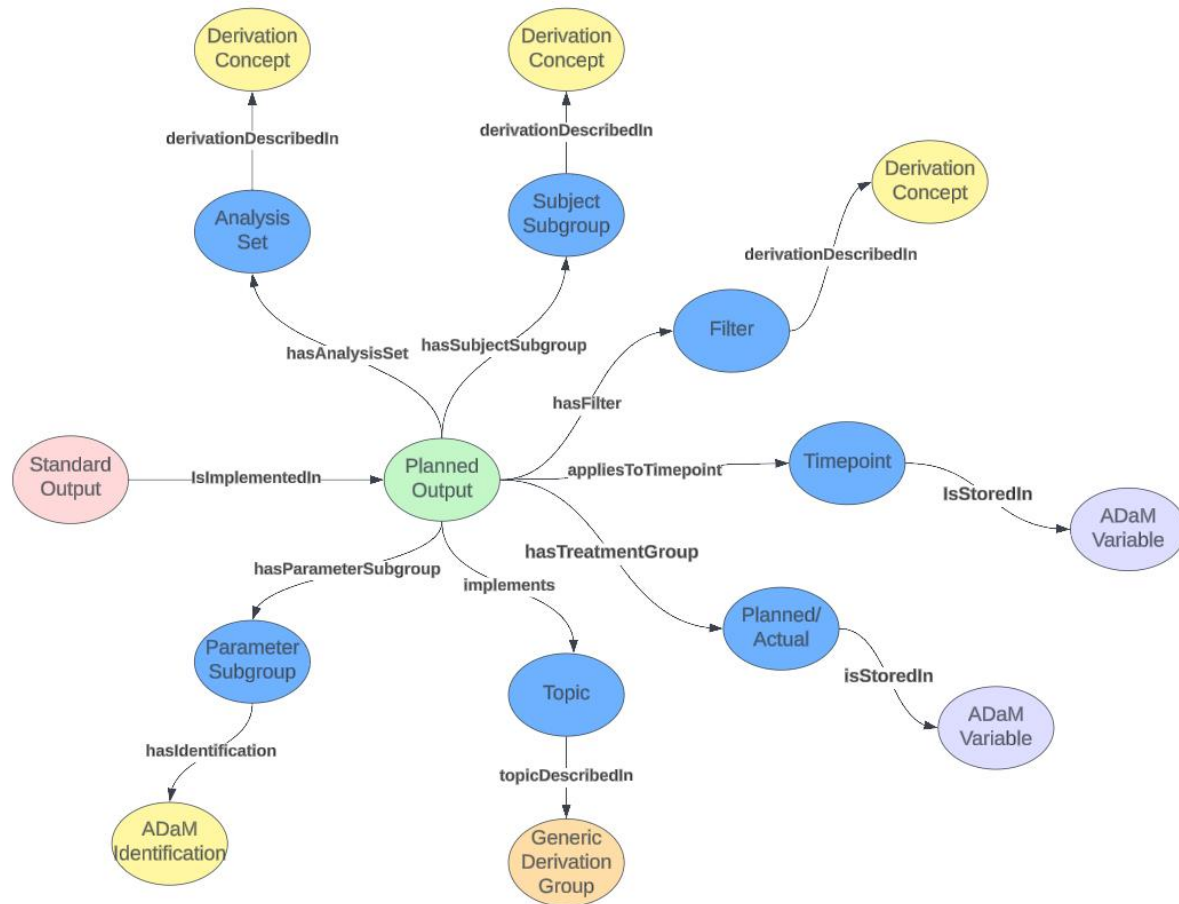 Derivation
Concept
Derivation
Concept
derivationDescribedIn
derivationDescribedIn
Derivation
Concept
Analysis
Set
Subject
Subgroup
derivationDescribedIn
Filter
hasAnalysisSet
hasSubjectSubgroup
hasFilter
Standard
Output
IsImplementedIn
Planned
Output
appliesToTimepoint
Timepoint
IsStoredIn
ADaM
Variable
hasTreatmentGroup
hasParameterSubgroup
implements
Planned/
Actual
Parameter
Subgroup
Topic
isStoredIn
ADaM
Variable
hasIdentification
topicDescribedIn
ADaM
Identification
Generic
Derivation
Group